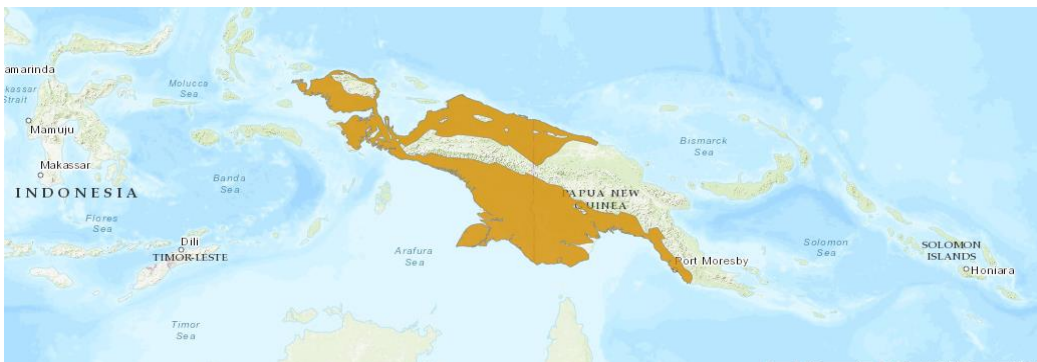 amarinda
kassar
Strait
Mamuju
Makassar
INDONESIA
Molucca
Sea
Banda
Sea
Flores
Sea
Dili
TIMOR-LESTE
Timor
Sea
Arafura
Sea
PAPUA NEW
GUINEA
Port Moresby
Bismarck
Sea
Solomon
Sea
SOLOMON
ISLANDS
Honiara